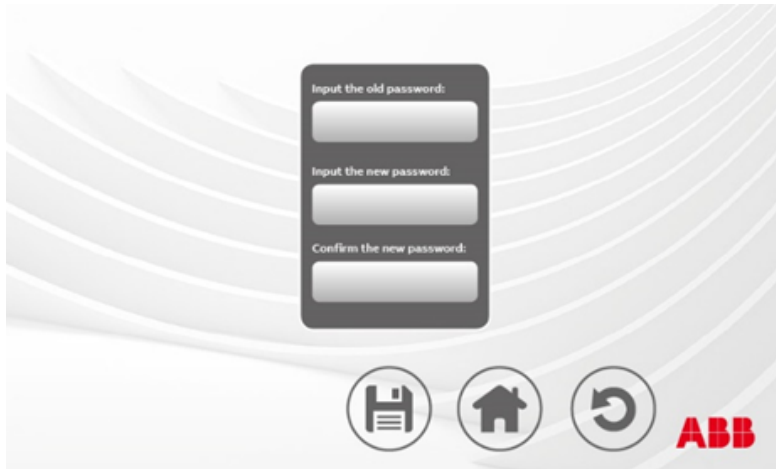 Input the old password:
Input the new password:
Confirm the new password:
ABB